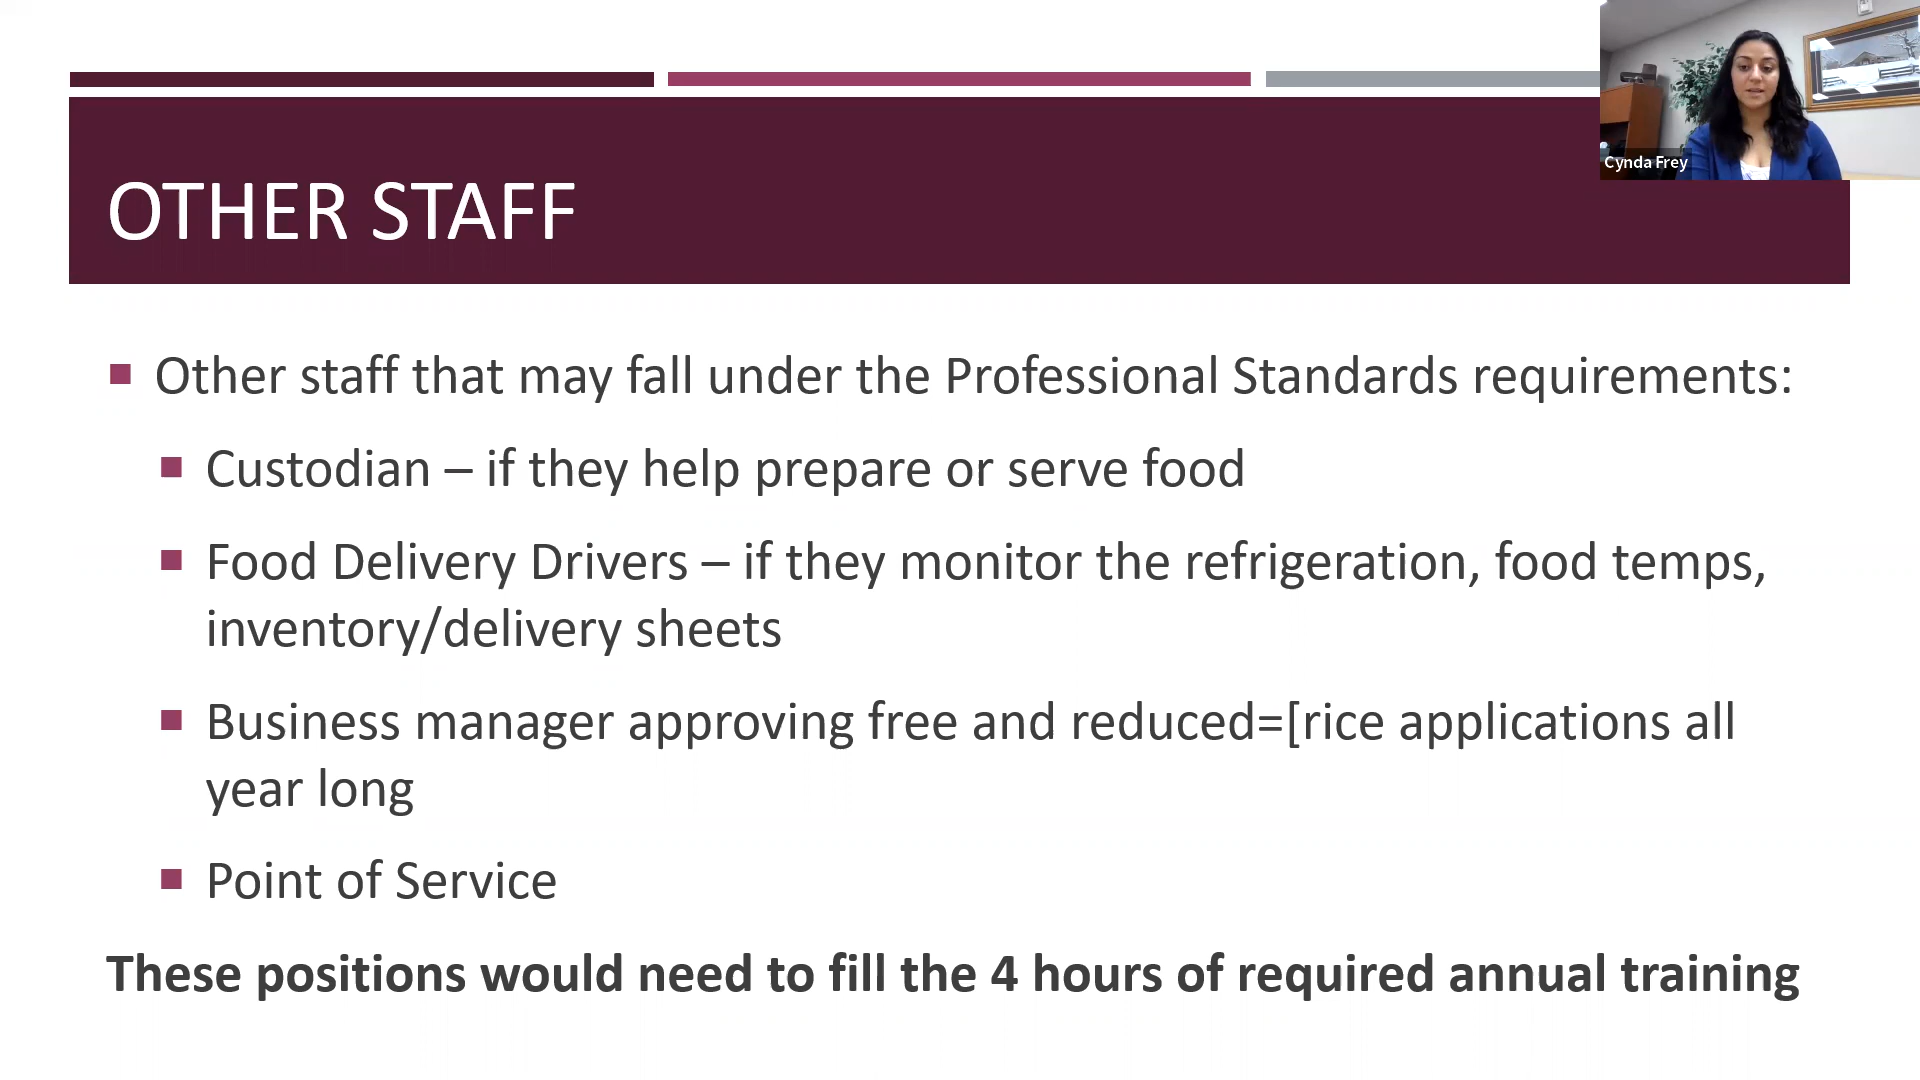 Cynda Frey
OTHER STAFF
Other staff that may fall under the Professional Standards requirements:
Custodian – if they help prepare or serve food
Food Delivery Drivers – if they monitor the refrigeration, food temps,
inventory/delivery sheets
Business manager approving free and reduced=[rice applications all
year long
Point of Service
These positions would need to fill the 4 hours of required annual training